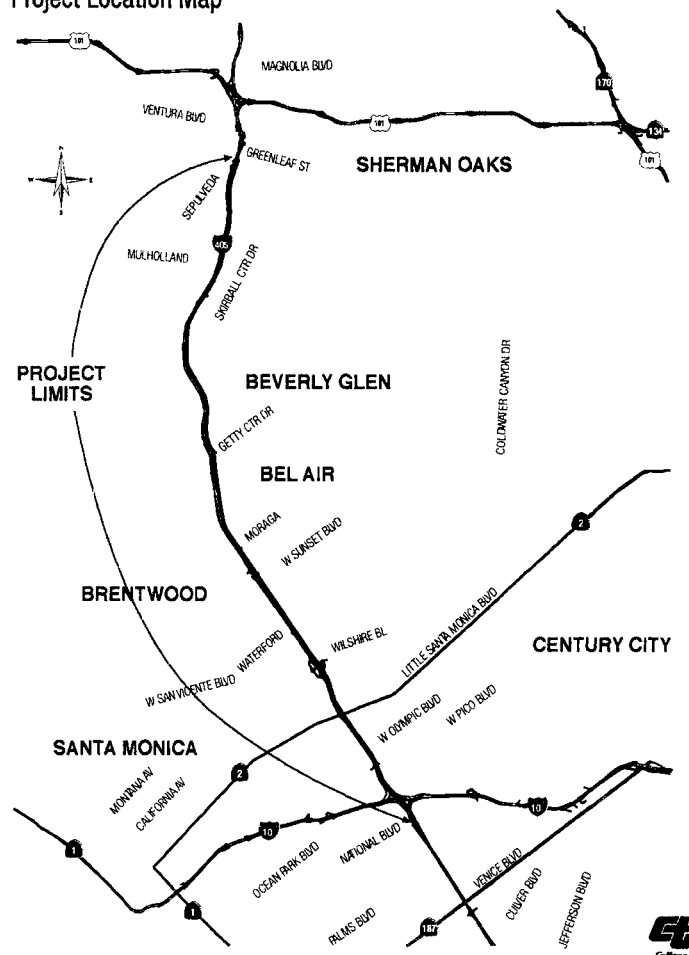 Project Location Map
101
MAGNOLIA BLVD
170
VENTURA BLVD
101
134
101
GREENLEAF ST
SHERMAN OAKS
N
W
E
S
SEPULVEDA
405
MULHOLLAND
SKIRBALL CTR DR
PROJECT
LIMITS
BEVERLY GLEN
COLDWATER CANYON DR
GETTY CTR DR
BEL AIR
2
MORAGA
W SUNSET BLVD
BRENTWOOD
WATERFORD
WILSHIRE BL
LITTLE SANTA MONICA BLVD
CENTURY CITY
W SAN VICENTE BLVD
W OLYMPIC BLVD
W PICO BLVD
SANTA MONICA
MONTANA AV
CALIFORNIA AV
2
10
10
1
OCEAN PARK BLVD
NATIONAL BLVD
VENICE BLVD
CULVER BLVD
JEFFERSON BLVD
1
PALMS BLVD
187